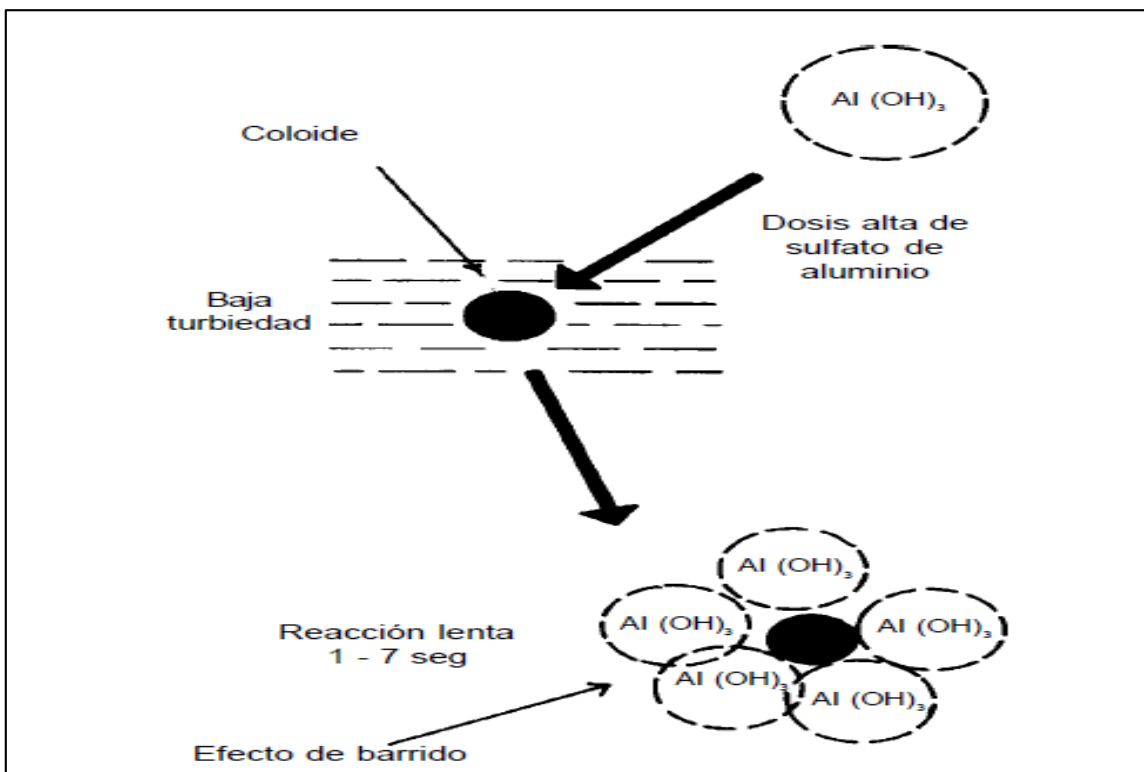 Al (OH)₃
Coloide
Dosis alta de
sulfato de
aluminio
Baja
turbiedad
Al (OH)₃
Al (OH)₃
Al (OH)₃
Al (OH)₃
Al (OH)₃
Reacción lenta
1 - 7 seg
Efecto de barrido